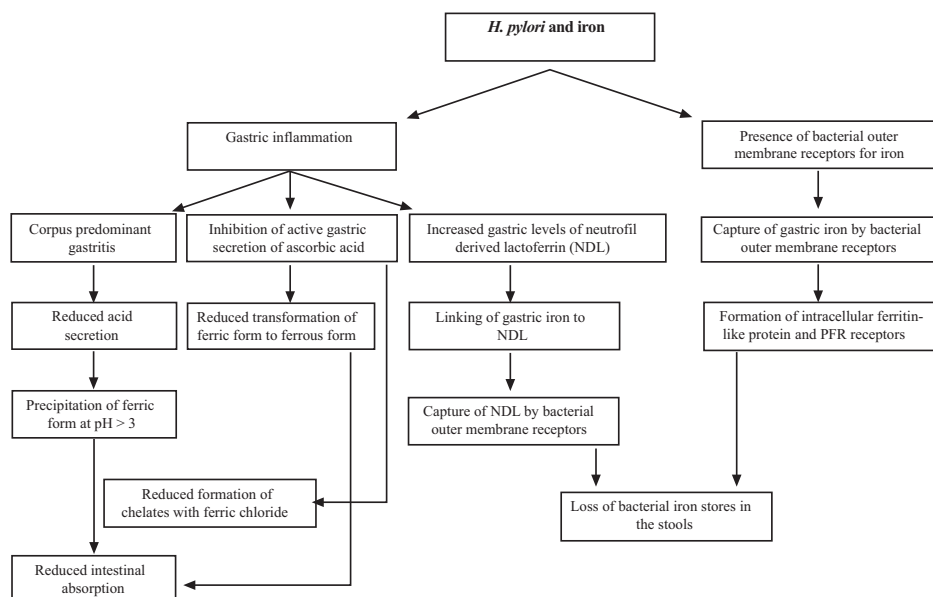 H. pylori and iron
Gastric inflammation
Presence of bacterial outer
membrane receptors for iron
Corpus predominant
gastritis
Inhibition of active gastric
secretion of ascorbic acid
Increased gastric levels of neutrofil
derived lactoferrin (NDL)
Capture of gastric iron by bacterial
outer membrane receptors
Reduced acid
secretion
Reduced transformation of
ferric form to ferrous form
Linking of gastric iron to
NDL
Formation of intracellular ferritin-
like protein and PFR receptors
Precipitation of ferric
form at pH > 3
Capture of NDL by bacterial
outer membrane receptors
Reduced formation of
chelates with ferric chloride
Loss of bacterial iron stores in
the stools
Reduced intestinal
absorption